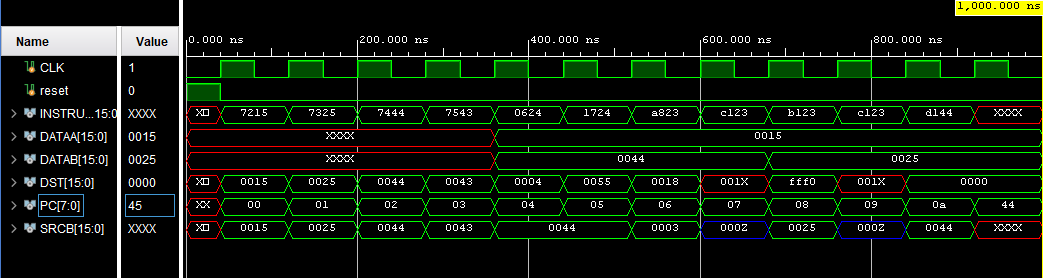 1,000.000 ns
Name Value 0.000 ns 200.000 ns 400.000 ns 600.000 ns 800.000 ns
CLK 1
reset 0
INSTRU...15:0 XXXX X 7215 7325 7444 7543 0624 1724 a823 c123 b123 c123 d144 XXXX
DATAA[15:0] 0015 XXXX 0015
DATAB[15:0] 0025 XXXX 0044 0025
DST[15:0] 0000 X 0015 0025 0044 0043 0004 0055 0018 001X fff0 001X 0000
PC[7:0] 45 XX 00 01 02 03 04 05 06 07 08 09 0a 44
SRCB[15:0] XXXX X 0015 0025 0044 0043 0044 0003 000Z 0025 000Z 0044 XXXX